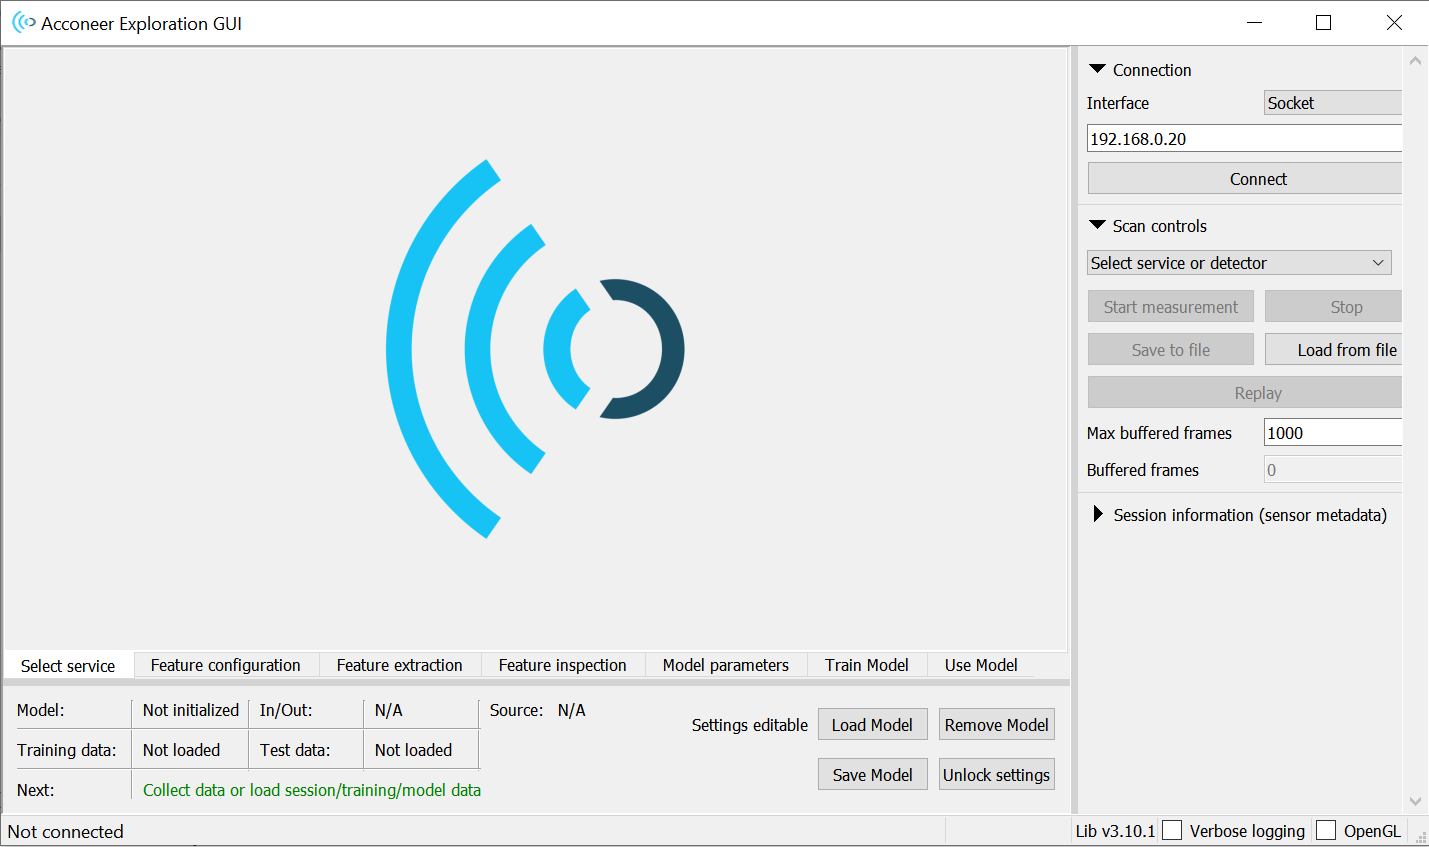 Acconeer Exploration GUI
Connection
Interface
Socket
192.168.0.20
Connect
Scan controls
Select service or detector
Start measurement
Stop
Save to file
Load from file
Replay
Max buffered frames
1000
Buffered frames
0
Session information (sensor metadata)
Select service
Feature configuration
Feature extraction
Feature inspection
Model parameters
Train Model
Use Model
Model:
Not initialized
In/Out:
N/A
Source:
N/A
Settings editable
Load Model
Remove Model
Training data:
Not loaded
Test data:
Not loaded
Save Model
Unlock settings
Next:
Collect data or load session/training/model data
Not connected
Lib v3.10.1
Verbose logging
OpenGL